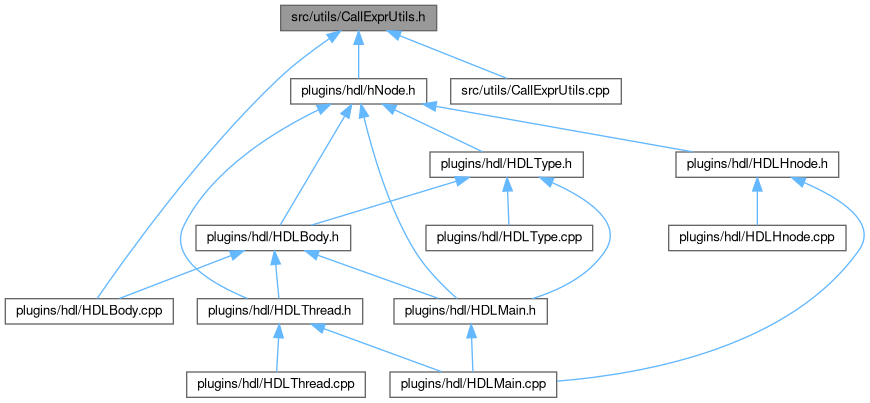 src/utils/CallExprUtils.h
plugins/hdl/hNode.h
src/utils/CallExprUtils.cpp
plugins/hdl/HDLType.h
plugins/hdl/HDLHnode.h
plugins/hdl/HDLBody.h
plugins/hdl/HDLType.cpp
plugins/hdl/HDLHnode.cpp
plugins/hdl/HDLBody.cpp
plugins/hdl/HDLThread.h
plugins/hdl/HDLMain.h
plugins/hdl/HDLThread.cpp
plugins/hdl/HDLMain.cpp